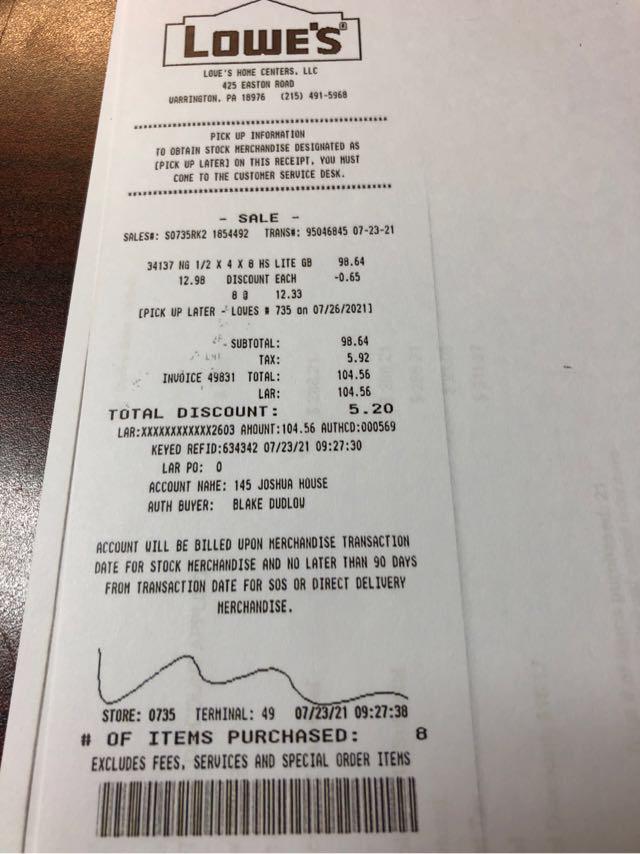 LOWE'S®
LOWE'S HOME CENTERS, LLC
425 EASTON ROAD
WARRINGTON, PA 18976 (215) 491-5968
PICK UP INFORMATION
TO OBTAIN STOCK MERCHANDISE DESIGNATED AS
[PICK UP LATER] ON THIS RECEIPT, YOU MUST
COME TO THE CUSTOMER SERVICE DESK.
- SALE -
SALES#: S0735RK2 1854492 TRANS#: 95046845 07-23-21
34137 NG 1/2 X 4 X 8 HS LITE GB 98.64
12.98 DISCOUNT EACH -0.65
8 @ 12.33
[PICK UP LATER - LOWES # 735 on 07/26/2021]
SUBTOTAL: 98.64
TAX: 5.92
INVOICE 49831 TOTAL: 104.56
LAR: 104.56
TOTAL DISCOUNT: 5.20
LAR:XXXXXXXXXXXX2603 AMOUNT:104.56 AUTHCD:000569
KEYED REFID:634342 07/23/21 09:27:30
LAR PO: 0
ACCOUNT NAME: 145 JOSHUA HOUSE
AUTH BUYER: BLAKE DUDLOW
ACCOUNT WILL BE BILLED UPON MERCHANDISE TRANSACTION
DATE FOR STOCK MERCHANDISE AND NO LATER THAN 90 DAYS
FROM TRANSACTION DATE FOR SOS OR DIRECT DELIVERY
MERCHANDISE.
STORE: 0735 TERMINAL: 49 07/23/21 09:27:38
# OF ITEMS PURCHASED: 8
EXCLUDES FEES, SERVICES AND SPECIAL ORDER ITEMS